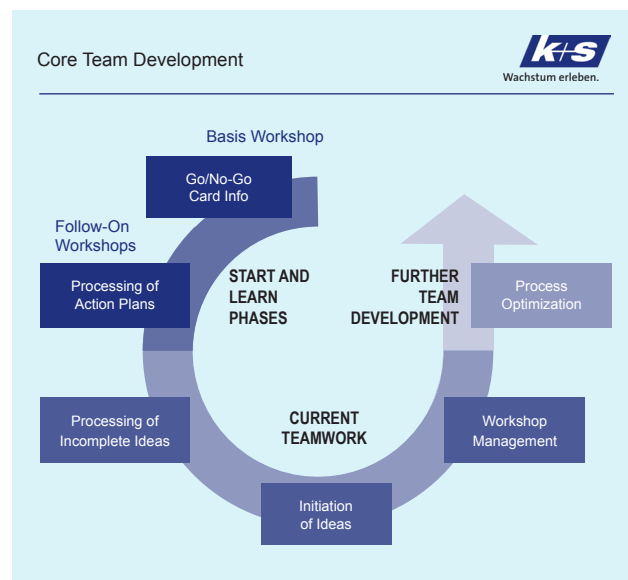 Core Team Development
k+s
Wachstum erleben.
Basis Workshop
Go/No-Go
Card Info
Follow-On
Workshops
Processing of
Action Plans
START AND
LEARN
PHASES
FURTHER
TEAM
DEVELOPMENT
Process
Optimization
Processing of
Incomplete Ideas
CURRENT
TEAMWORK
Workshop
Management
Initiation
of Ideas